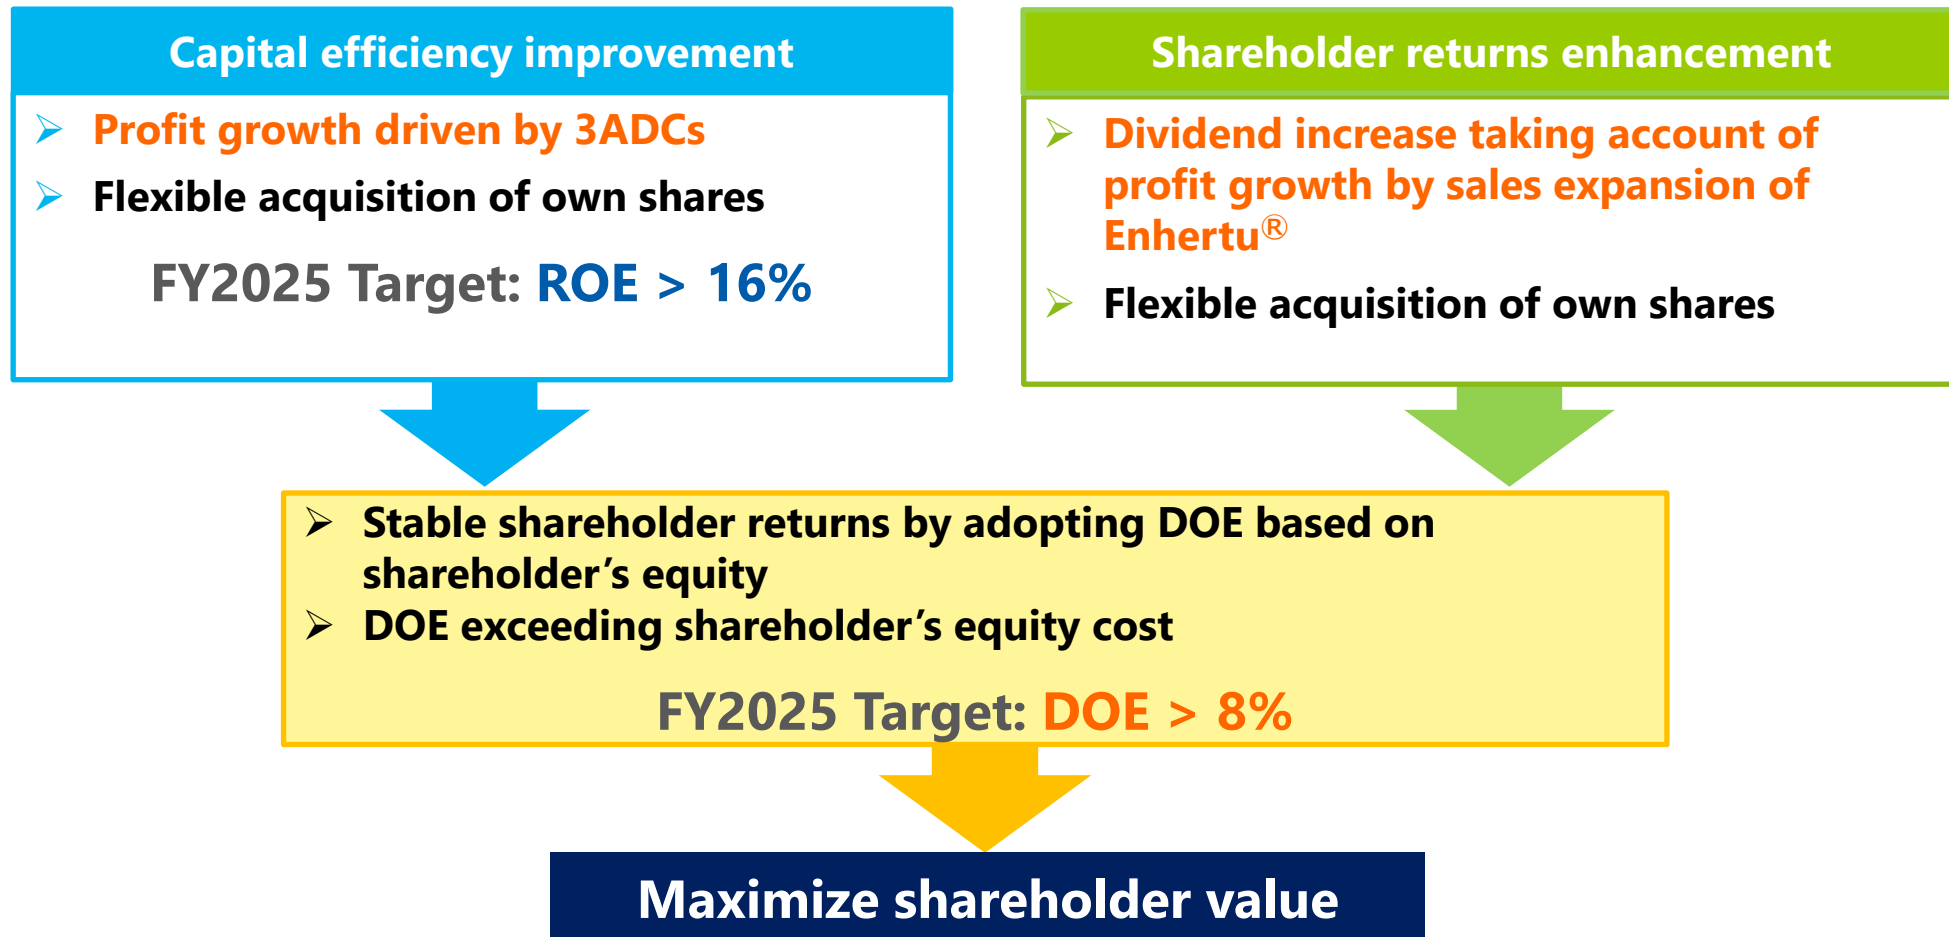 Capital efficiency improvement
➢ Profit growth driven by 3ADCs
➢ Flexible acquisition of own shares
FY2025 Target: ROE > 16%
Shareholder returns enhancement
➢ Dividend increase taking account of
profit growth by sales expansion of
Enhertu®
➢ Flexible acquisition of own shares
➢ Stable shareholder returns by adopting DOE based on
shareholder’s equity
➢ DOE exceeding shareholder’s equity cost
FY2025 Target: DOE > 8%
Maximize shareholder value